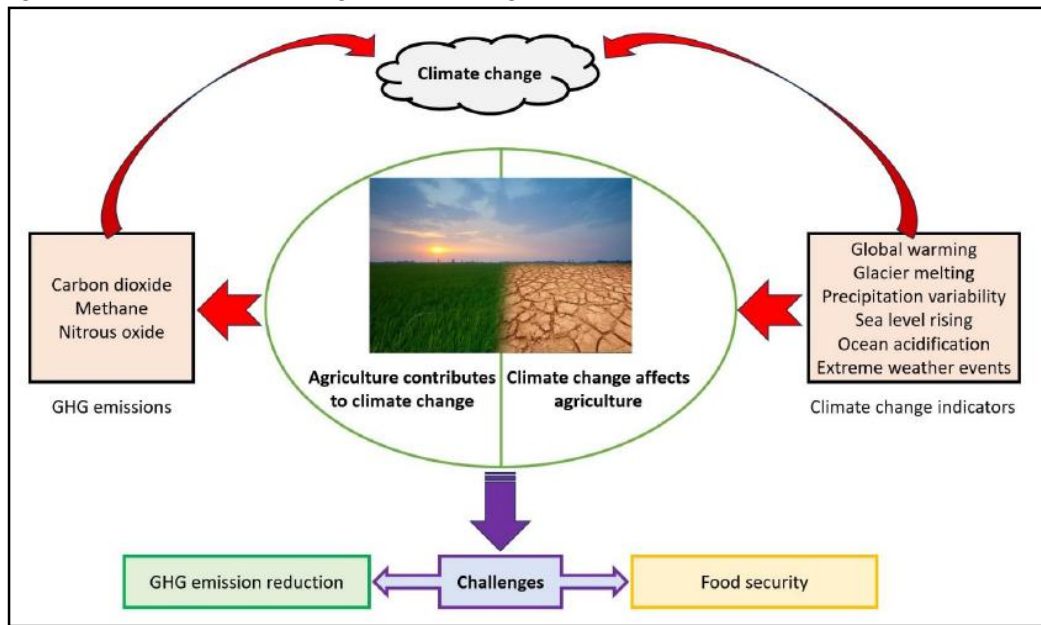 Climate change
Carbon dioxide
Methane
Nitrous oxide
GHG emissions
Agriculture contributes
to climate change
Climate change affects
agriculture
Global warming
Glacier melting
Precipitation variability
Sea level rising
Ocean acidification
Extreme weather events
Climate change indicators
GHG emission reduction
Challenges
Food security